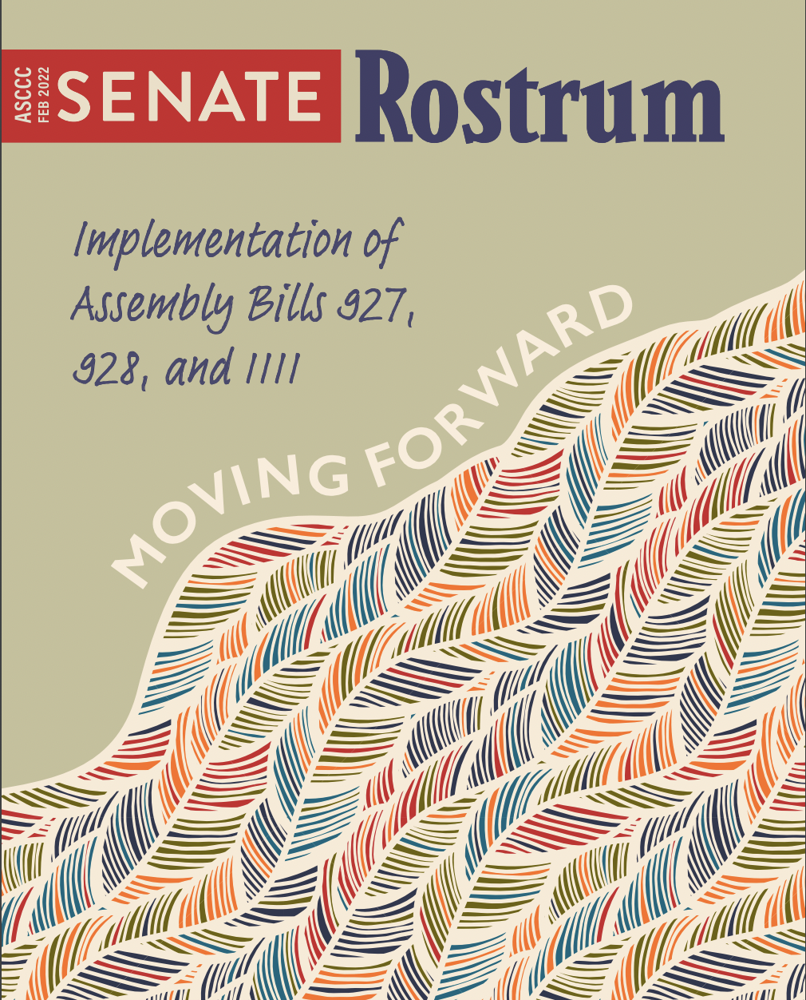 ASCCC
FEB 2022
SENATE Rostrum
Implementation of
Assembly Bills 927,
928, and 1111
MOVING FORWARD